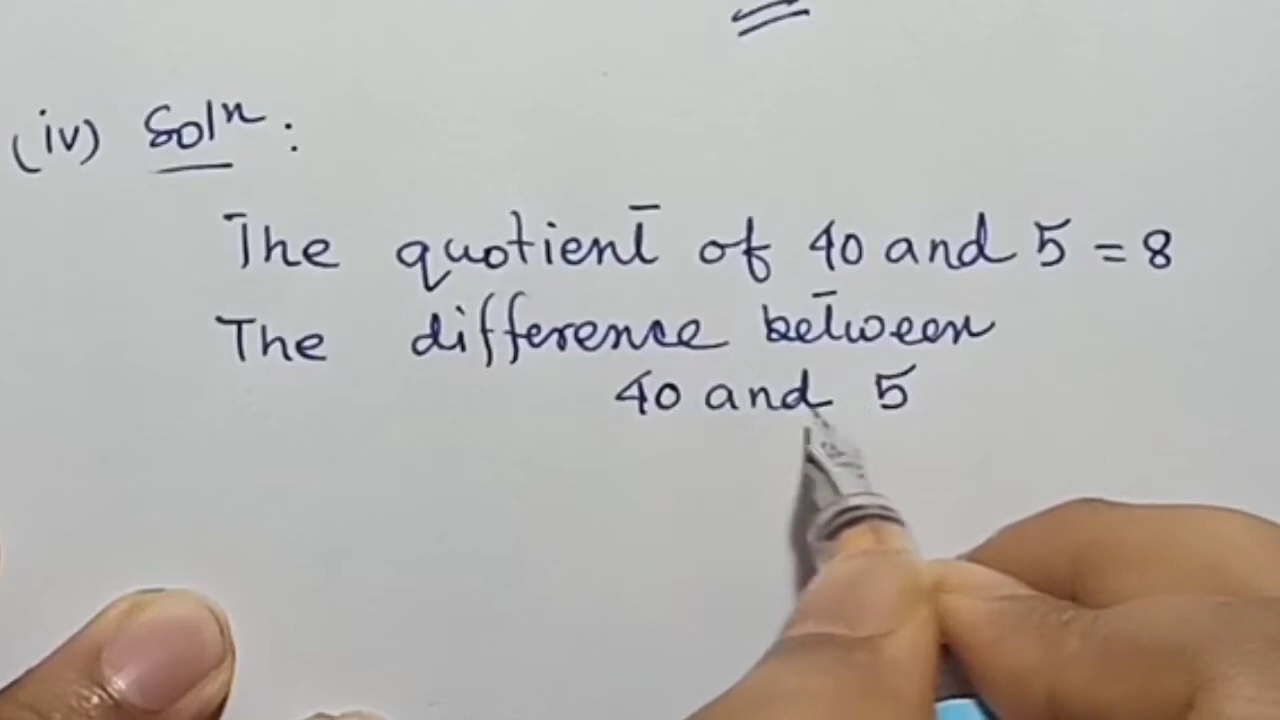 (iv) Solⁿ :
The quotient of 40 and 5 = 8
The difference between
40 and 5